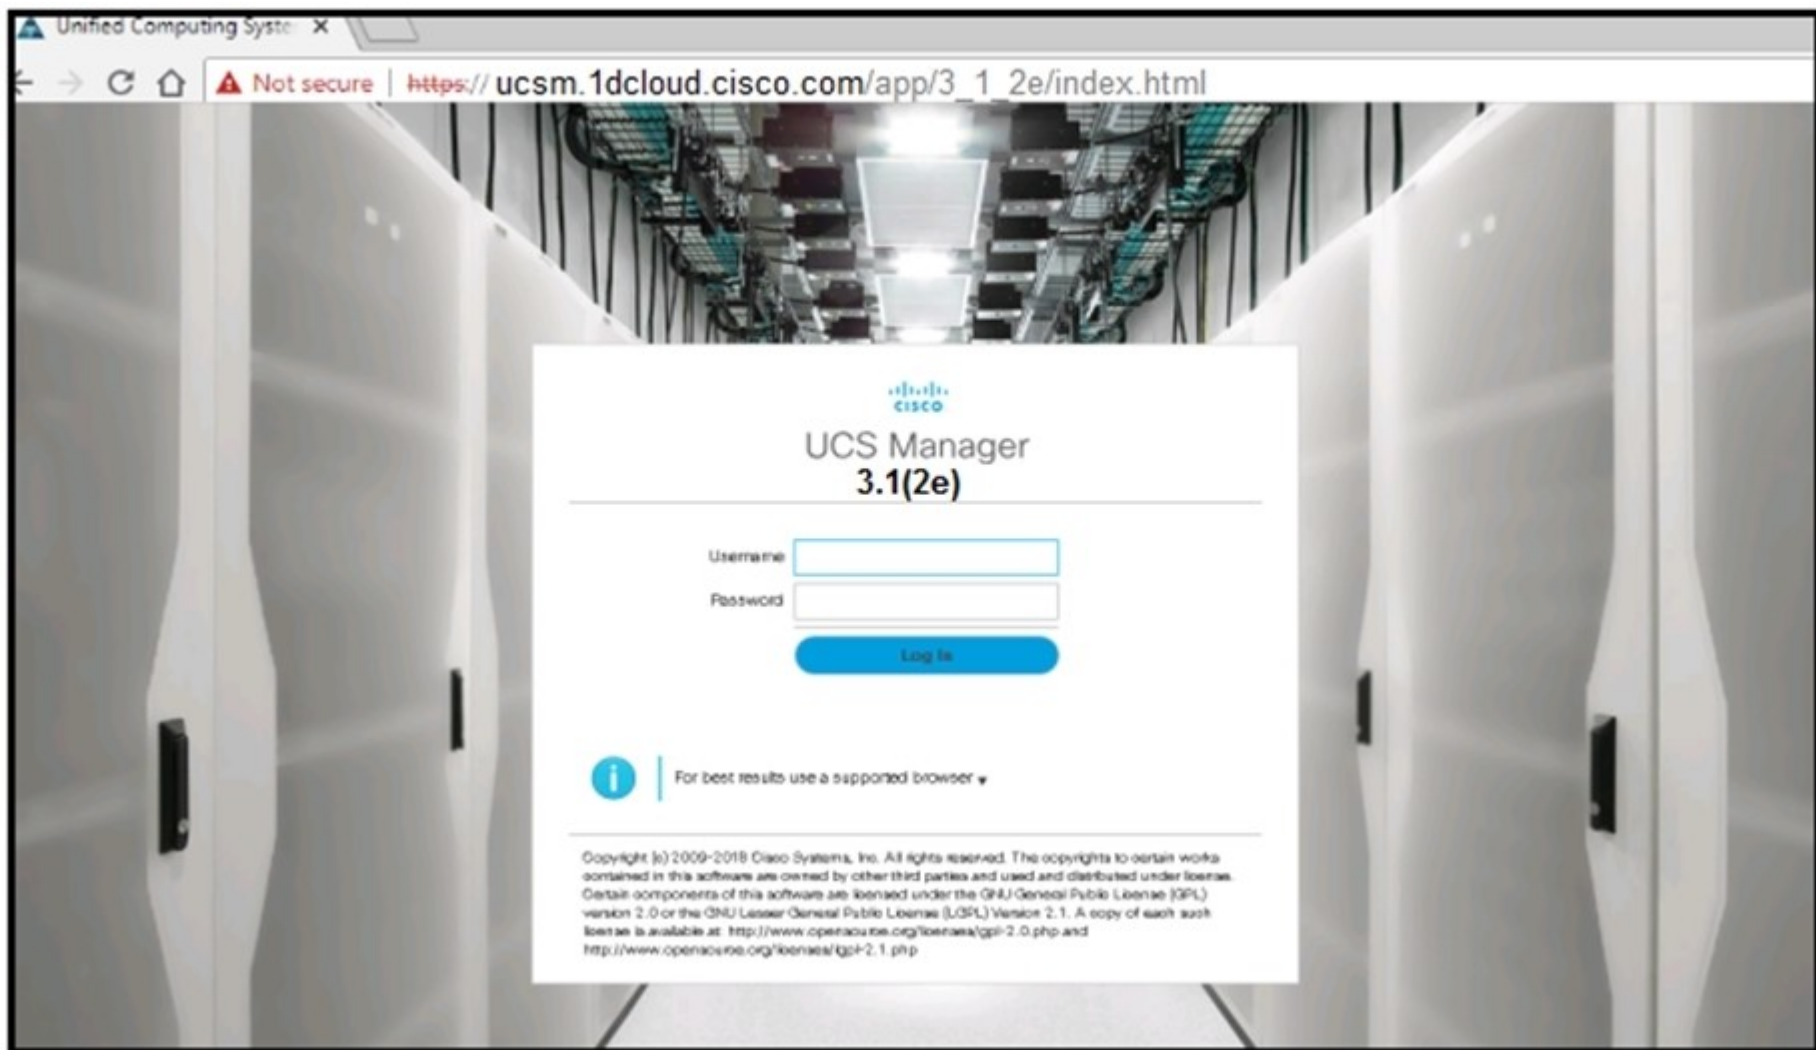 Unified Computing Syste
Not secure | https:// ucsm.1dcloud.cisco.com/app/3_1_2e/index.html
CISCO
UCS Manager
3.1(2e)
Username
Password
Log In
For best results use a supported browser
Copyright (c) 2009-2018 Cisco Systems, Inc. All rights reserved. The copyrights to certain works
contained in this software are owned by other third parties and used and distributed under license.
Certain components of this software are licensed under the GNU General Public License (GPL)
version 2.0 or the GNU Lesser General Public License (LGPL) Version 2.1. A copy of each such
license is available at: http://www.opensource.org/licenses/gpl-2.0.php and
http://www.opensource.org/licenses/lgpl-2.1.php